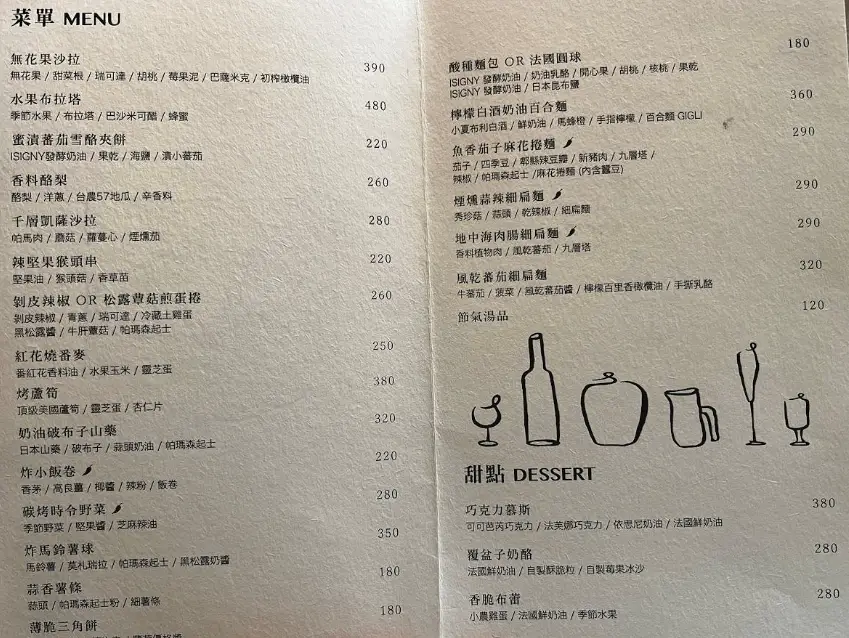 菜單 MENU
無花果沙拉 390
無花果 / 甜菜根 / 瑞可達 / 胡桃 / 莓果泥 / 巴薩米克 / 初榨橄欖油
水果布拉塔 480
季節水果 / 布拉塔 / 巴沙米可醋 / 蜂蜜
蜜漬蕃茄雪酪夾餅 220
ISIGNY發酵奶油 / 果乾 / 海鹽 / 漬小蕃茄
香料酪梨 260
酪梨 / 洋蔥 / 台農57地瓜 / 辛香料
千層凱薩沙拉 280
帕馬肉 / 蘑菇 / 蘿蔓心 / 煙燻茄
辣堅果猴頭串 220
堅果油 / 猴頭菇 / 香草苗
剝皮辣椒 OR 松露蕈菇煎蛋捲 260
剝皮辣椒 / 青蔥 / 瑞可達 / 冷藏土雞蛋
黑松露醬 / 牛肝蕈菇 / 帕瑪森起士
紅花燒番麥 250
番紅花香料油 / 水果玉米 / 靈芝蛋
烤蘆筍 380
頂級美國蘆筍 / 靈芝蛋 / 杏仁片
奶油破布子山藥 320
日本山藥 / 破布子 / 蒜頭奶油 / 帕瑪森起士
炸小飯卷 220
香茅 / 高良薑 / 椰醬 / 辣粉 / 飯卷
碳烤時令野菜 280
季節野菜 / 堅果醬 / 芝麻辣油
炸馬鈴薯球 350
馬鈴薯 / 莫札瑞拉 / 帕瑪森起士 / 黑松露奶醬
蒜香薯條 180
蒜頭 / 帕瑪森起士粉 / 細薯條
薄脆三角餅 180
酸種麵包 OR 法國圓球 180
ISIGNY 發酵奶油 / 奶油乳酪 / 開心果 / 胡桃 / 核桃 / 果乾
ISIGNY 發酵奶油 / 日本昆布鹽
檸檬白酒奶油百合麵 360
小夏布利白酒 / 鮮奶油 / 馬蜂橙 / 手指檸檬 / 百合麵 GIGLI
魚香茄子麻花捲麵 290
茄子 / 四季豆 / 郫縣辣豆瓣 / 新豬肉 / 九層塔 /
辣椒 / 帕瑪森起士 /麻花捲麵 (內含蠶豆)
煙燻蒜辣細扁麵 290
秀珍菇 / 蒜頭 / 乾辣椒 / 細扁麵
地中海肉腸細扁麵 290
香料植物肉 / 風乾蕃茄 / 九層塔
風乾蕃茄細扁麵 320
牛蕃茄 / 菠菜 / 風乾蕃茄醬 / 檸檬百里香橄欖油 / 手撕乳酪
節氣湯品 120
甜點 DESSERT
巧克力慕斯 380
可可芭芮巧克力 / 法芙娜巧克力 / 依思尼奶油 / 法國鮮奶油
覆盆子奶酪 280
法國鮮奶油 / 自製酥脆粒 / 自製莓果冰沙
香脆布蕾 280
小農雞蛋 / 法國鮮奶油 / 季節水果